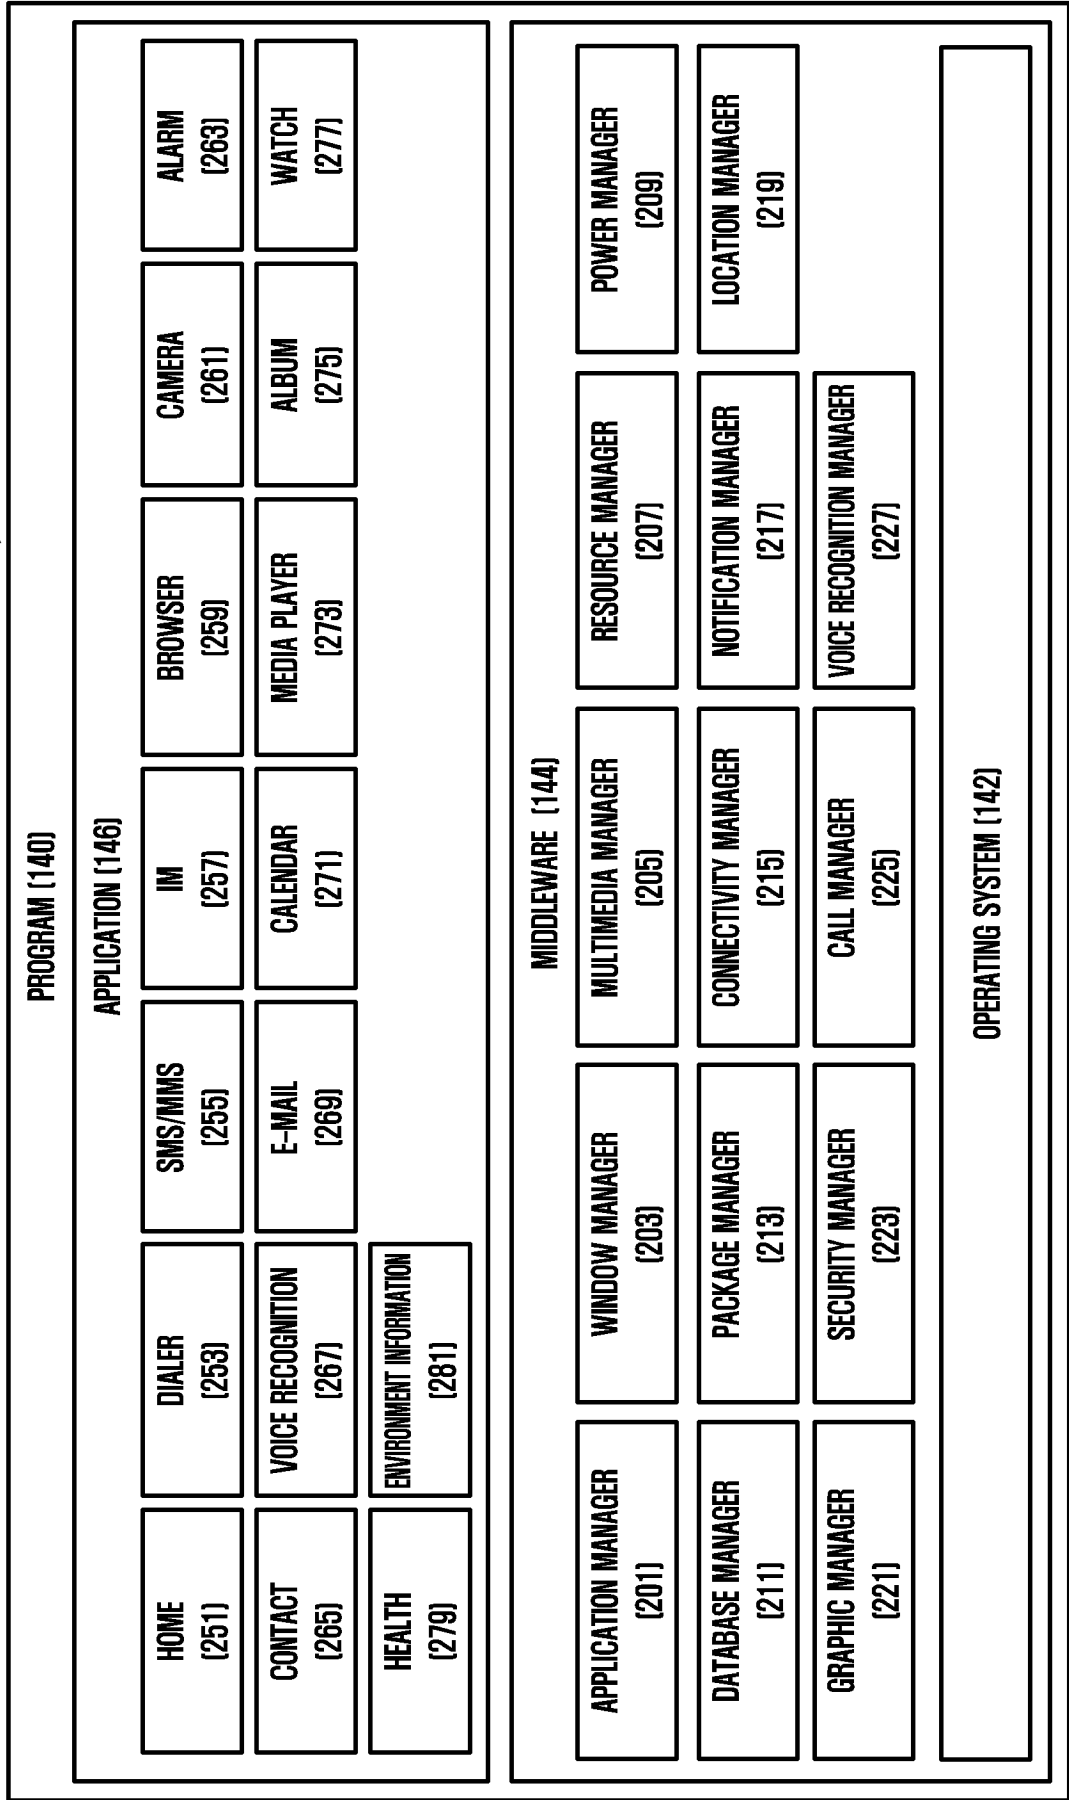 PROGRAM (140)
APPLICATION (146)
HOME
(251)
DIALER
(253)
SMS/MMS
(255)
IM
(257)
BROWSER
(259)
CAMERA
(261)
ALARM
(263)
CONTACT
(265)
VOICE RECOGNITION
(267)
E-MAIL
(269)
CALENDAR
(271)
MEDIA PLAYER
(273)
ALBUM
(275)
WATCH
(277)
HEALTH
(279)
ENVIRONMENT INFORMATION
(281)
MIDDLEWARE (144)
APPLICATION MANAGER
(201)
WINDOW MANAGER
(203)
MULTIMEDIA MANAGER
(205)
RESOURCE MANAGER
(207)
POWER MANAGER
(209)
DATABASE MANAGER
(211)
PACKAGE MANAGER
(213)
CONNECTIVITY MANAGER
(215)
NOTIFICATION MANAGER
(217)
LOCATION MANAGER
(219)
GRAPHIC MANAGER
(221)
SECURITY MANAGER
(223)
CALL MANAGER
(225)
VOICE RECOGNITION MANAGER
(227)
OPERATING SYSTEM (142)